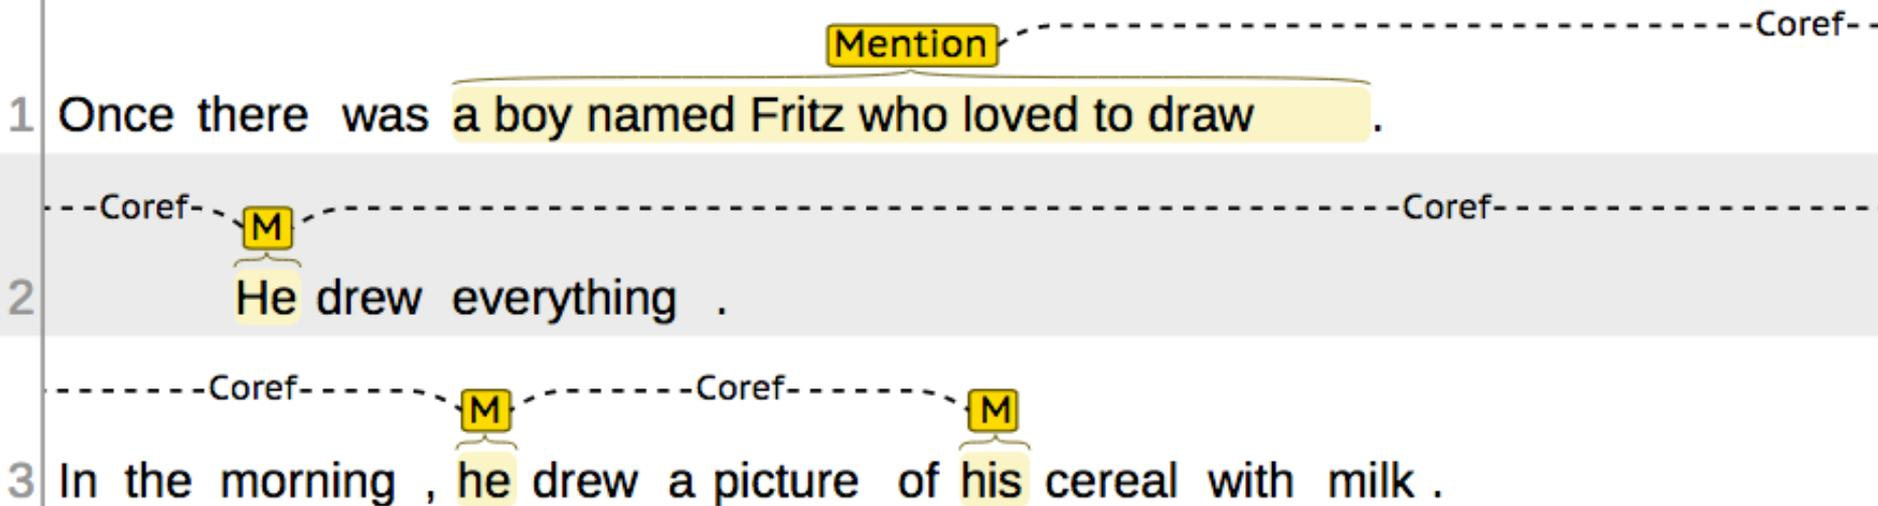 Mention Coref
1 Once there was a boy named Fritz who loved to draw .
Coref M Coref
2 He drew everything .
Coref M Coref M
3 In the morning , he drew a picture of his cereal with milk .